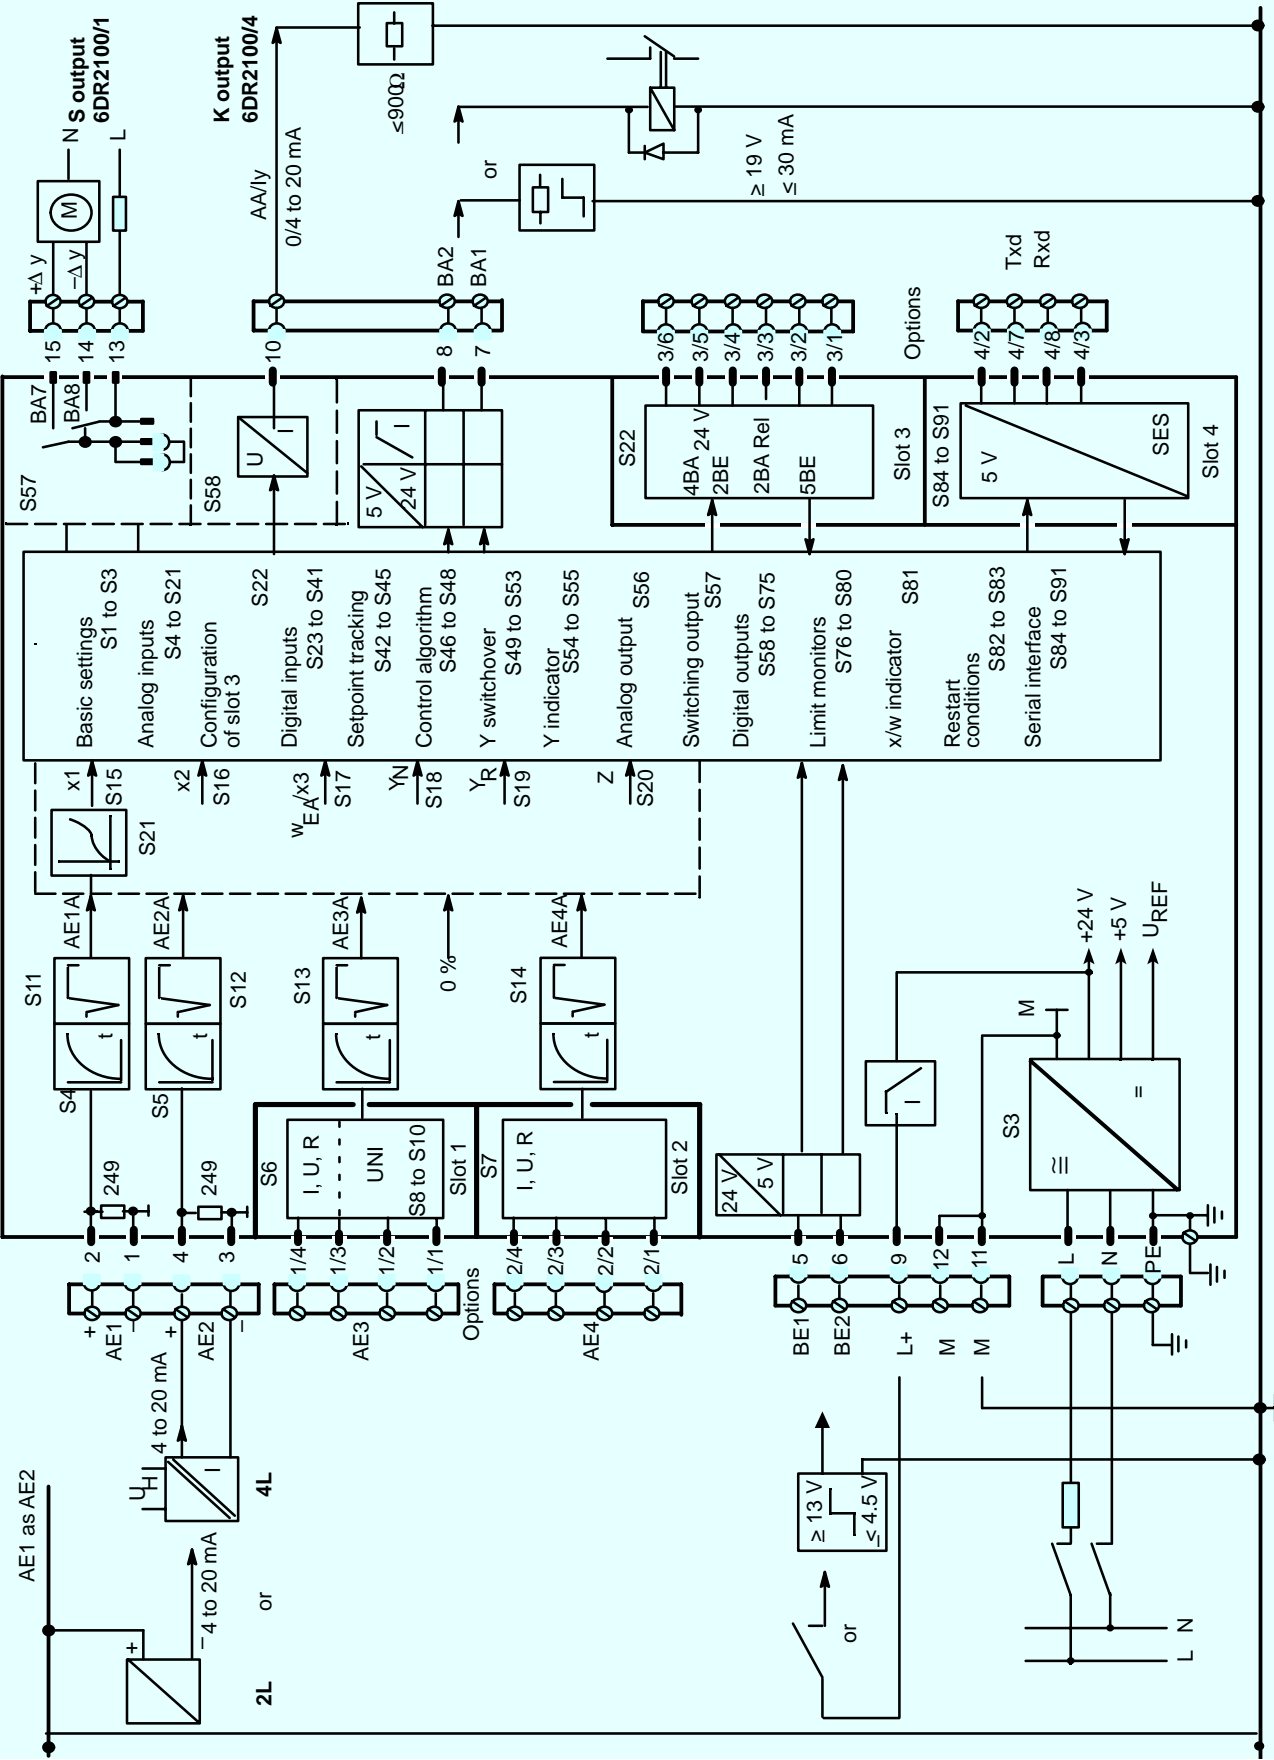 S output
6DR2100/1
N
L
M
+Δ y
−Δ y
15
14
13
BA7
BA8
S57
K output
6DR2100/4
AA/Iy
0/4 to 20 mA
≤900Ω
10
S58
U
I
or
BA2
BA1
8
7
≥ 19 V
≤ 30 mA
5 V
24 V
I
3/6
3/5
3/4
3/3
3/2
3/1
Options
S22
4BA 24 V
2BE
2BA Rel
5BE
Slot 3
Txd
Rxd
4/2
4/7
4/8
4/3
S84 to S91
5 V
SES
Slot 4
Basic settings
S1 to S3
Analog inputs
S4 to S21
Configuration
of slot 3
S22
Digital inputs
S23 to S41
Setpoint tracking
S42 to S45
Control algorithm
S46 to S48
Y switchover
S49 to S53
Y indicator
S54 to S55
Analog output
S56
Switching output
S57
Digital outputs
S58 to S75
Limit monitors
S76 to S80
x/w indicator
S81
Restart
conditions
S82 to S83
Serial interface
S84 to S91
x1
S15
x2
S16
wEA/x3
S17
YN
S18
YR
S19
Z
S20
S21
AE1A
AE2A
AE3A
0 %
AE4A
S11
S12
S13
S14
t
t
t
t
S4
S5
249
249
S6
I, U, R
UNI
S8 to S10
Slot 1
S7
I, U, R
Slot 2
24 V
5 V
I
M
+24 V
+5 V
UREF
S3
≅
=
2
1
4
3
1/4
1/3
1/2
1/1
2/4
2/3
2/2
2/1
5
6
9
12
11
L
N
PE
+
AE1
−
+
AE2
−
AE3
Options
AE4
BE1
BE2
L+
M
M
AE1 as AE2
4 to 20 mA
UH
I
4L
4 to 20 mA
or
+
−
2L
≥ 13 V
≤ 4.5 V
or
N
L